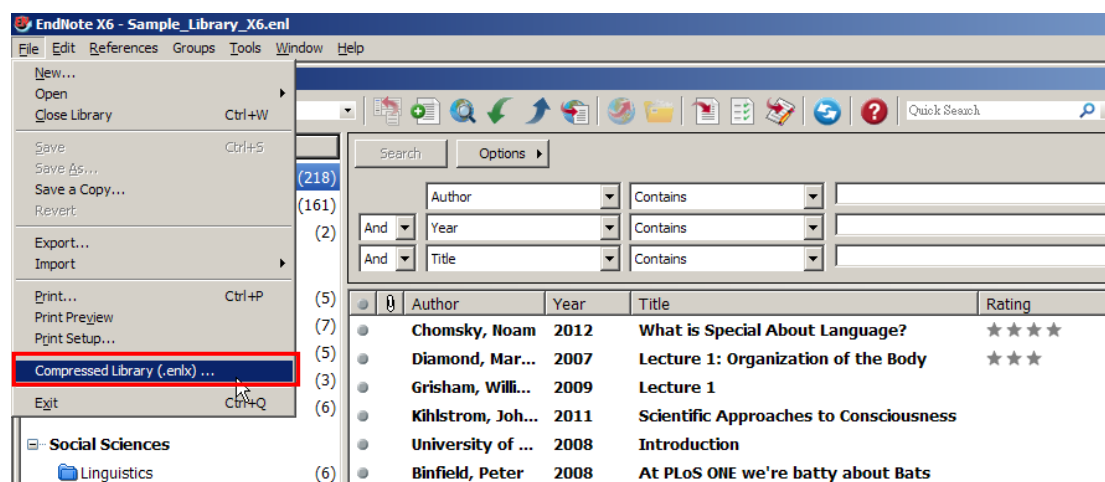 EndNote X6 - Sample_Library_X6.enl
File Edit References Groups Tools Window Help
New...
Open
Close Library Ctrl+W
Save Ctrl+S
Save As...
Save a Copy...
Revert
Export...
Import
Print... Ctrl+P
Print Preview
Print Setup...
Compressed Library (.enlx) ...
Exit Ctrl+Q
Quick Search
Search Options
(218)
(161)
(2)
(5)
(7)
(5)
(3)
(6)
Author Contains
And Year Contains
And Title Contains
Author Year Title Rating
Chomsky, Noam 2012 What is Special About Language? ★★★★
Diamond, Mar... 2007 Lecture 1: Organization of the Body ★★★
Grisham, Willi... 2009 Lecture 1
Kihlstrom, Joh... 2011 Scientific Approaches to Consciousness
University of ... 2008 Introduction
Binfield, Peter 2008 At PLoS ONE we're batty about Bats
Social Sciences
Linguistics (6)